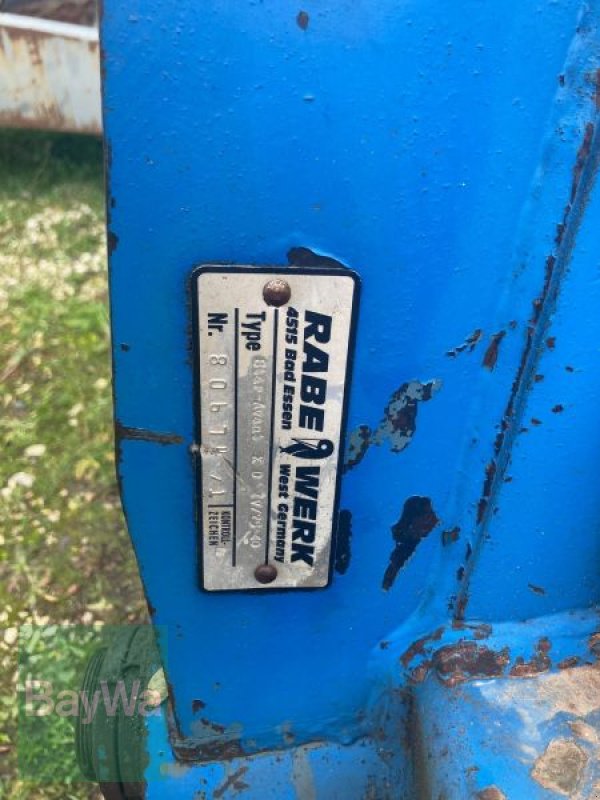 RABE WERK
4515 Bad Essen West Germany
Type
Nr.
KONTROLL-
ZEICHEN
BayWa